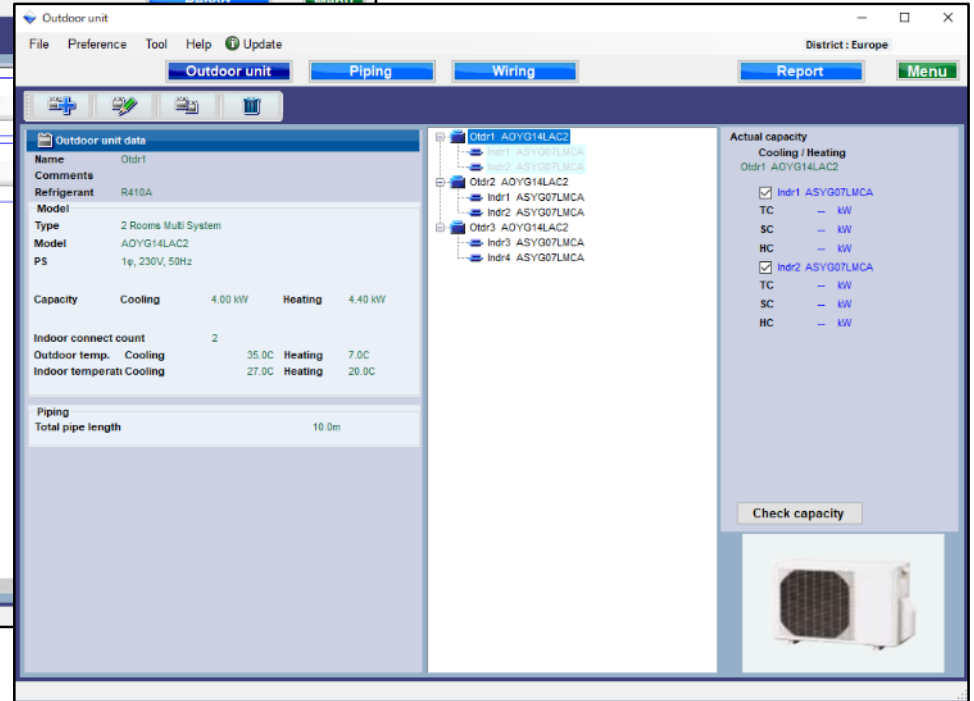 Report
Menu
Outdoor unit
File Preference Tool Help Update
District : Europe
Outdoor unit Piping Wiring Report Menu
Outdoor unit data
Name Otdr1
Comments
Refrigerant R410A
Model
Type 2 Rooms Multi System
Model AOYG14LAC2
PS 1φ, 230V, 50Hz
Capacity Cooling 4.00 kW Heating 4.40 kW
Indoor connect count 2
Outdoor temp. Cooling 35.0C Heating 7.0C
Indoor temperati Cooling 27.0C Heating 20.0C
Piping
Total pipe length 10.0m
Otdr1 AOYG14LAC2
Indr1 ASYG07LMCA
Indr2 ASYG07LMCA
Otdr2 AOYG14LAC2
Indr1 ASYG07LMCA
Indr2 ASYG07LMCA
Otdr3 AOYG14LAC2
Indr3 ASYG07LMCA
Indr4 ASYG07LMCA
Actual capacity
Cooling / Heating
Otdr1 AOYG14LAC2
Indr1 ASYG07LMCA
TC -- kW
SC -- kW
HC -- kW
Indr2 ASYG07LMCA
TC -- kW
SC -- kW
HC -- kW
Check capacity